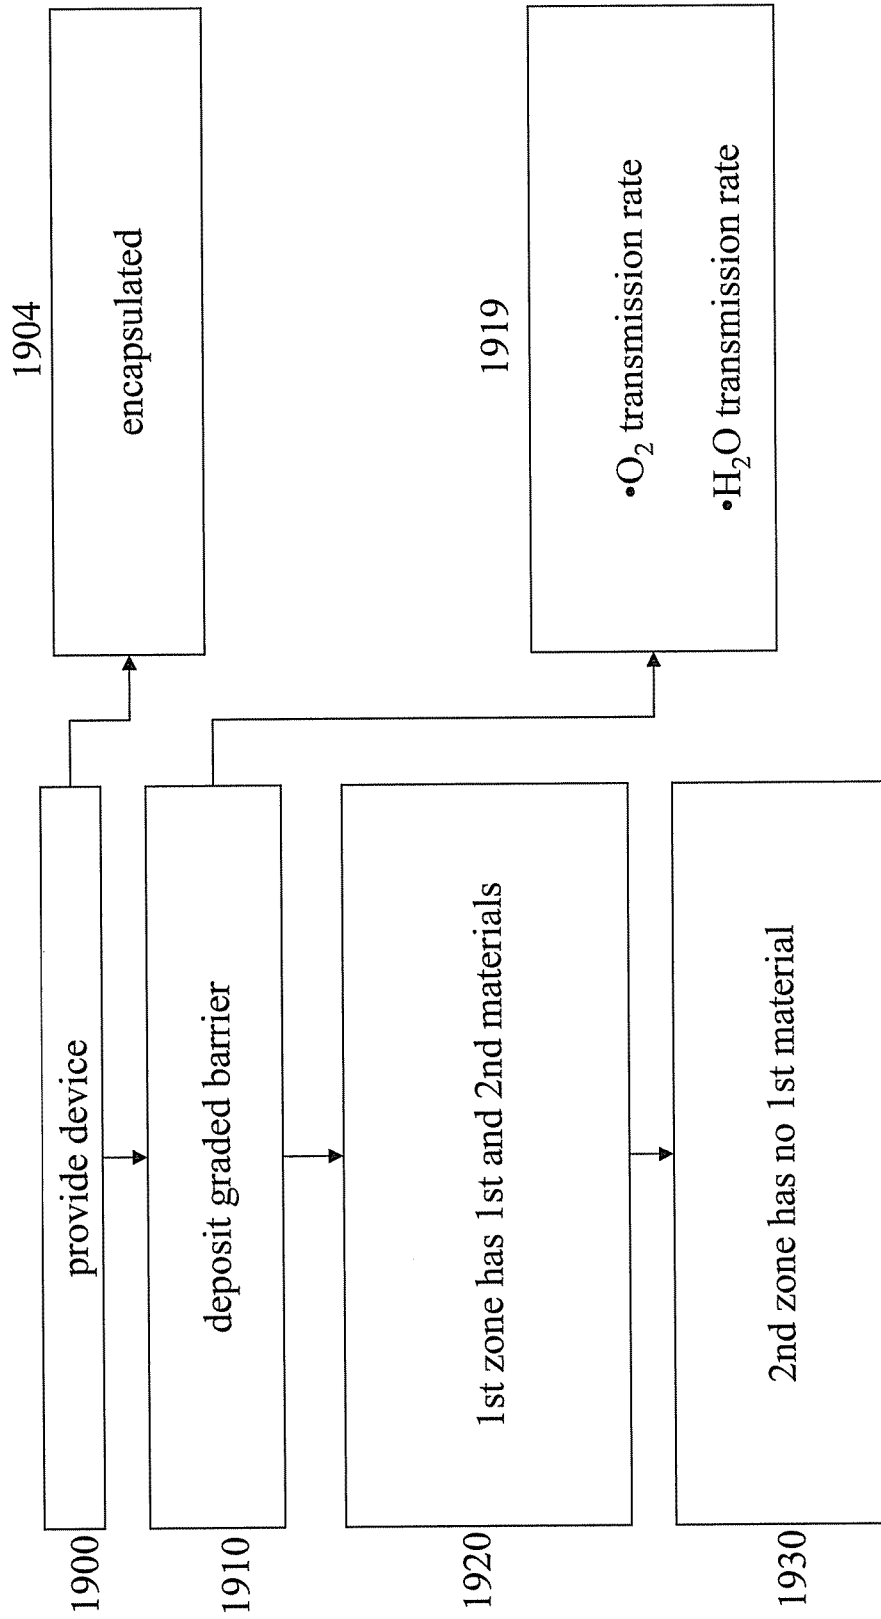 1900
provide device
1904
encapsulated
1910
deposit graded barrier
1919
•O₂ transmission rate
•H₂O transmission rate
1920
1st zone has 1st and 2nd materials
1930
2nd zone has no 1st material